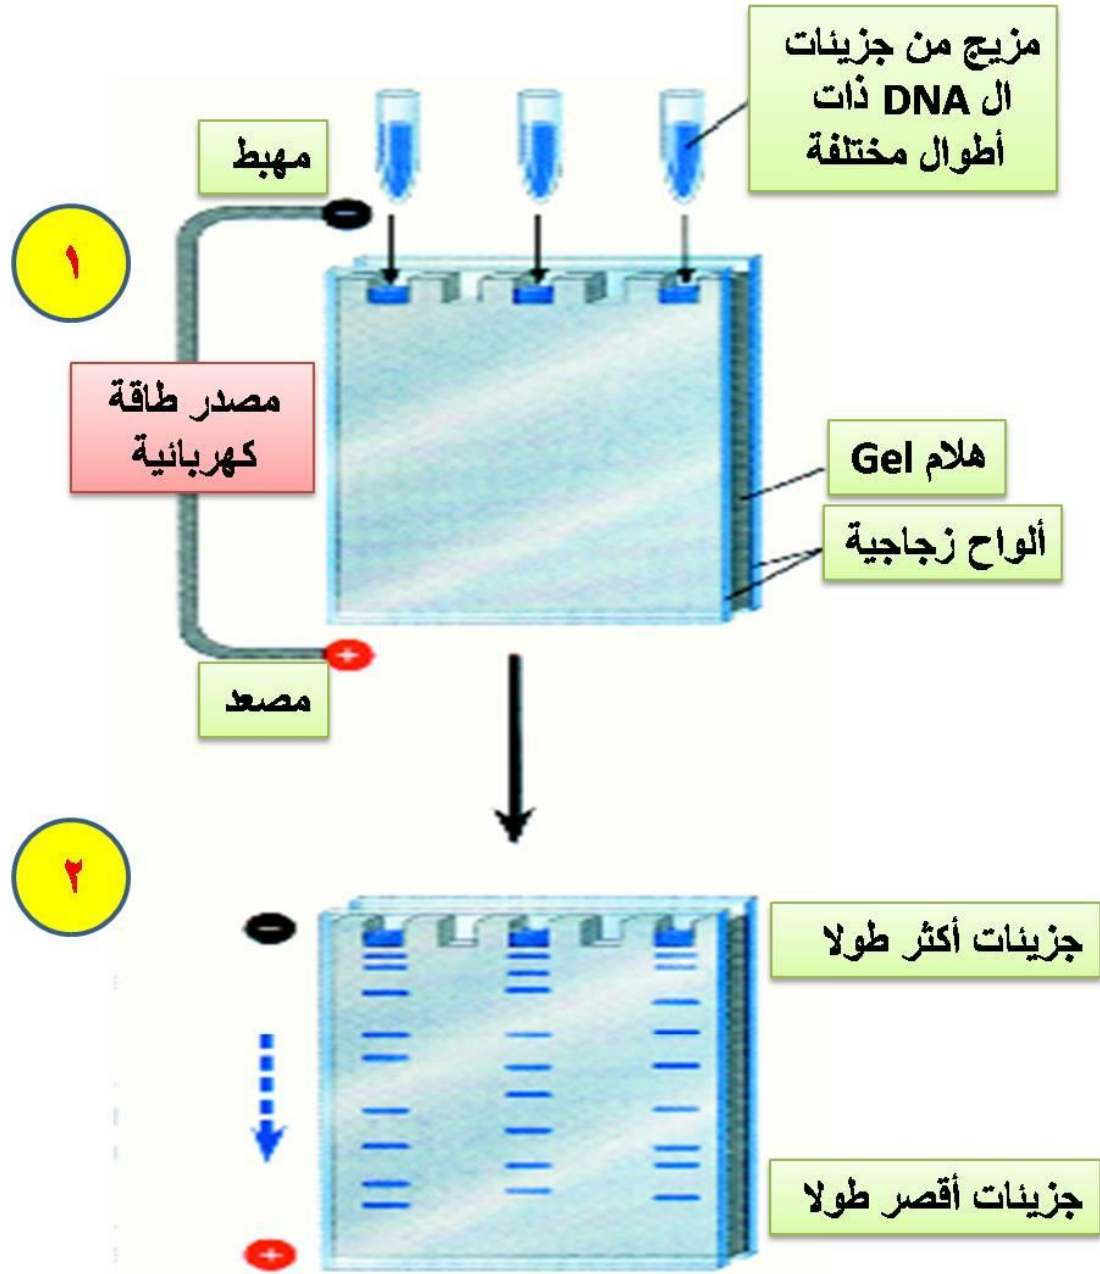 مزيج من جزيئات
ال DNA ذات
أطوال مختلفة
مهبط
١
مصدر طاقة
كهربائية
هلام Gel
ألواح زجاجية
مصعد
٢
جزيئات أكثر طولا
جزيئات أقصر طولا